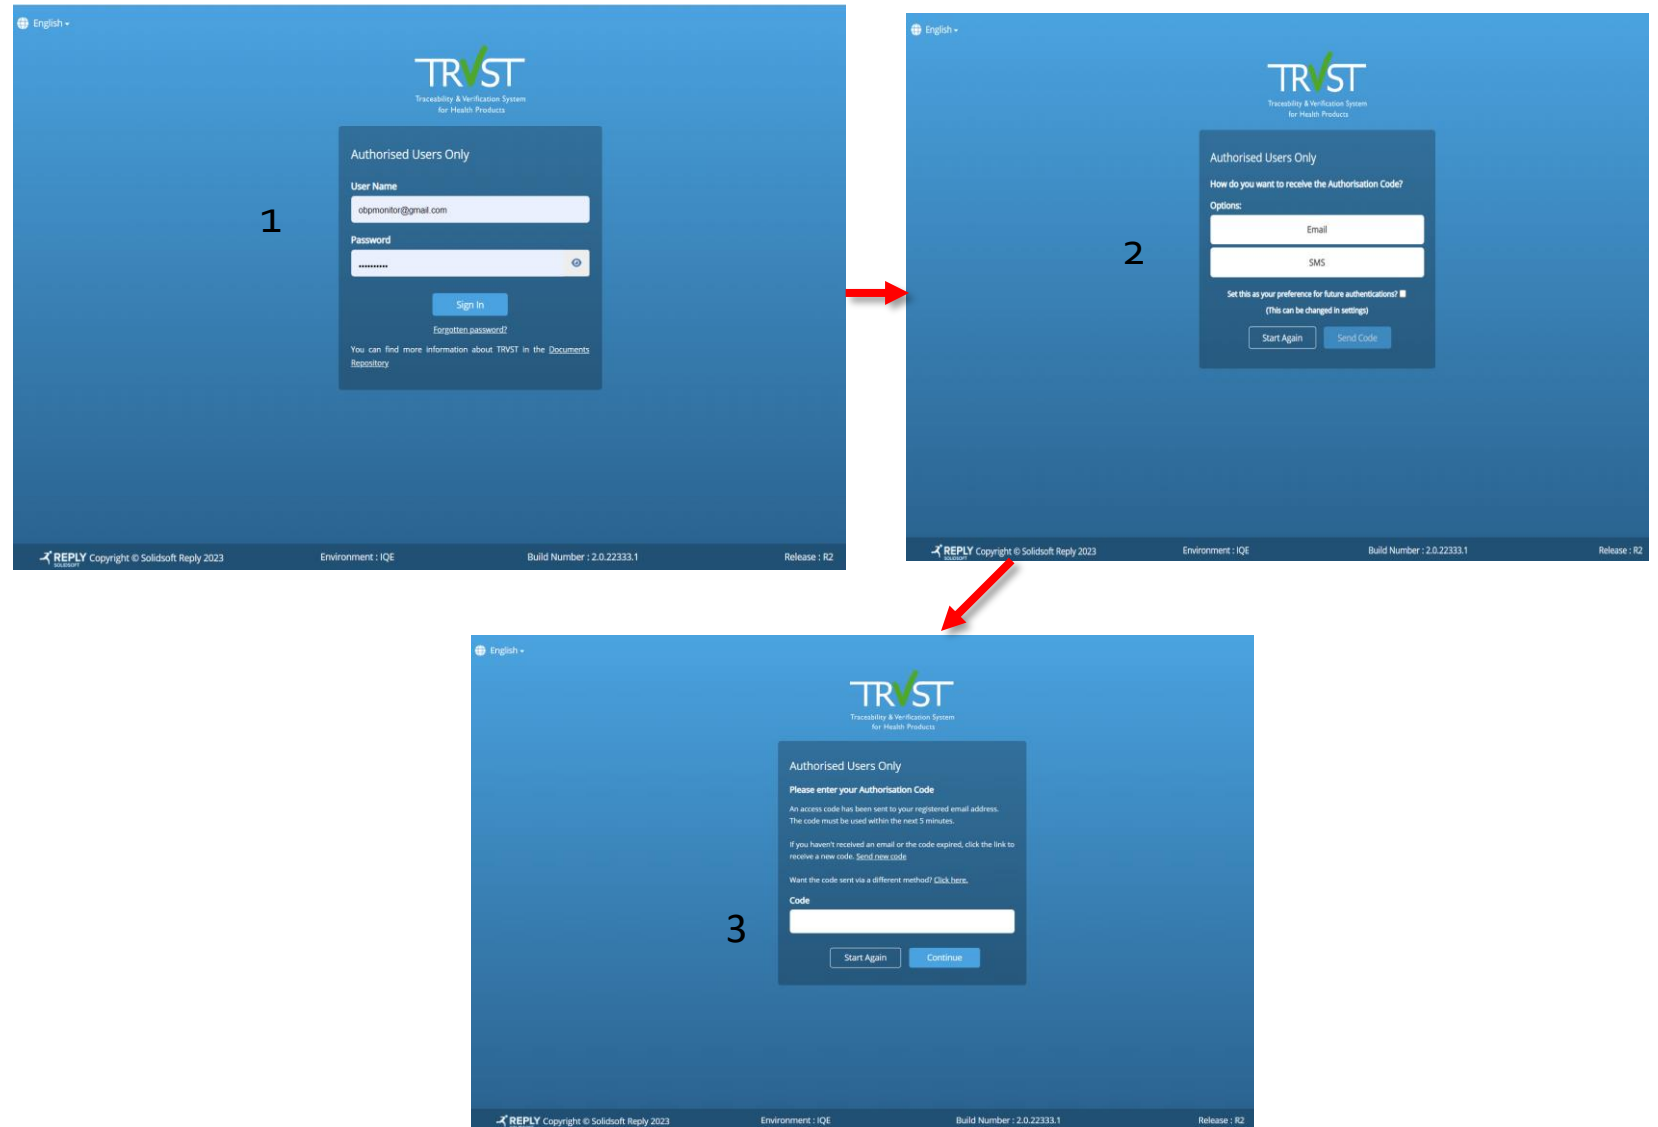 English
TRVST
Traceability & Verification System
for Health Products
Authorised Users Only
User Name
obpmonitor@gmail.com
Password
••••••••••
Sign In
Forgotten password?
You can find more information about TRVST in the Documents
Repository
1
REPLY Copyright © Solidsoft Reply 2023
SOLIDSOFT
Environment : IQE
Build Number : 2.0.22333.1
Release : R2
English
TRVST
Traceability & Verification System
for Health Products
Authorised Users Only
How do you want to receive the Authorisation Code?
Options:
Email
SMS
Set this as your preference for future authentications?
(This can be changed in settings)
Start Again
Send Code
2
REPLY Copyright © Solidsoft Reply 2023
SOLIDSOFT
Environment : IQE
Build Number : 2.0.22333.1
Release : R2
English
TRVST
Traceability & Verification System
for Health Products
Authorised Users Only
Please enter your Authorisation Code
An access code has been sent to your registered email address.
The code must be used within the next 5 minutes.
If you haven't received an email or the code expired, click the link to
receive a new code. Send new code
Want the code sent via a different method? Click here.
Code
Start Again
Continue
3
REPLY Copyright © Solidsoft Reply 2023
Environment : IQE
Build Number : 2.0.22333.1
Release : R2